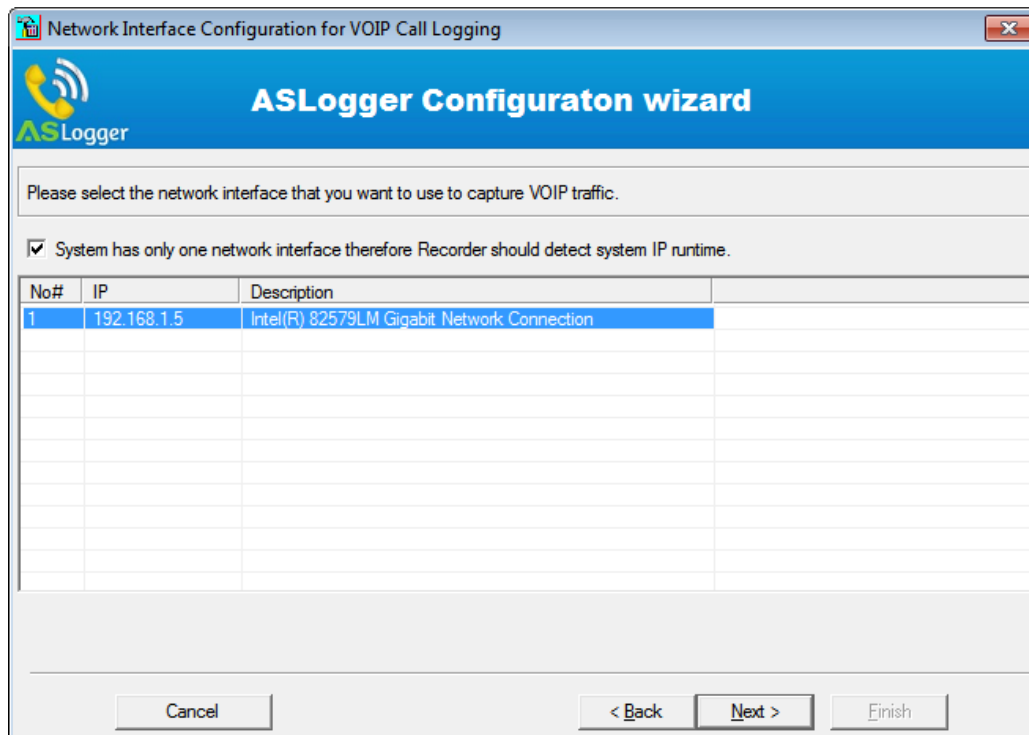 Network Interface Configuration for VOIP Call Logging
ASLogger
ASLogger Configuraton wizard
Please select the network interface that you want to use to capture VOIP traffic.
System has only one network interface therefore Recorder should detect system IP runtime.
No# IP Description
1 192.168.1.5 Intel(R) 82579LM Gigabit Network Connection
Cancel < Back Next > Finish